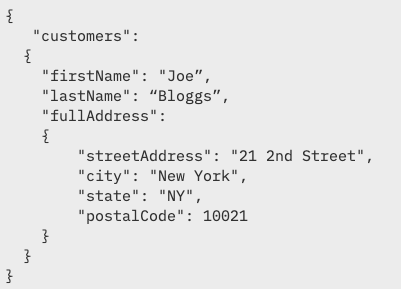 {
"customers":
{
"firstName": "Joe”,
"lastName": “Bloggs”,
"fullAddress":
{
"streetAddress": "21 2nd Street",
"city": "New York",
"state": "NY",
"postalCode": 10021
}
}
}